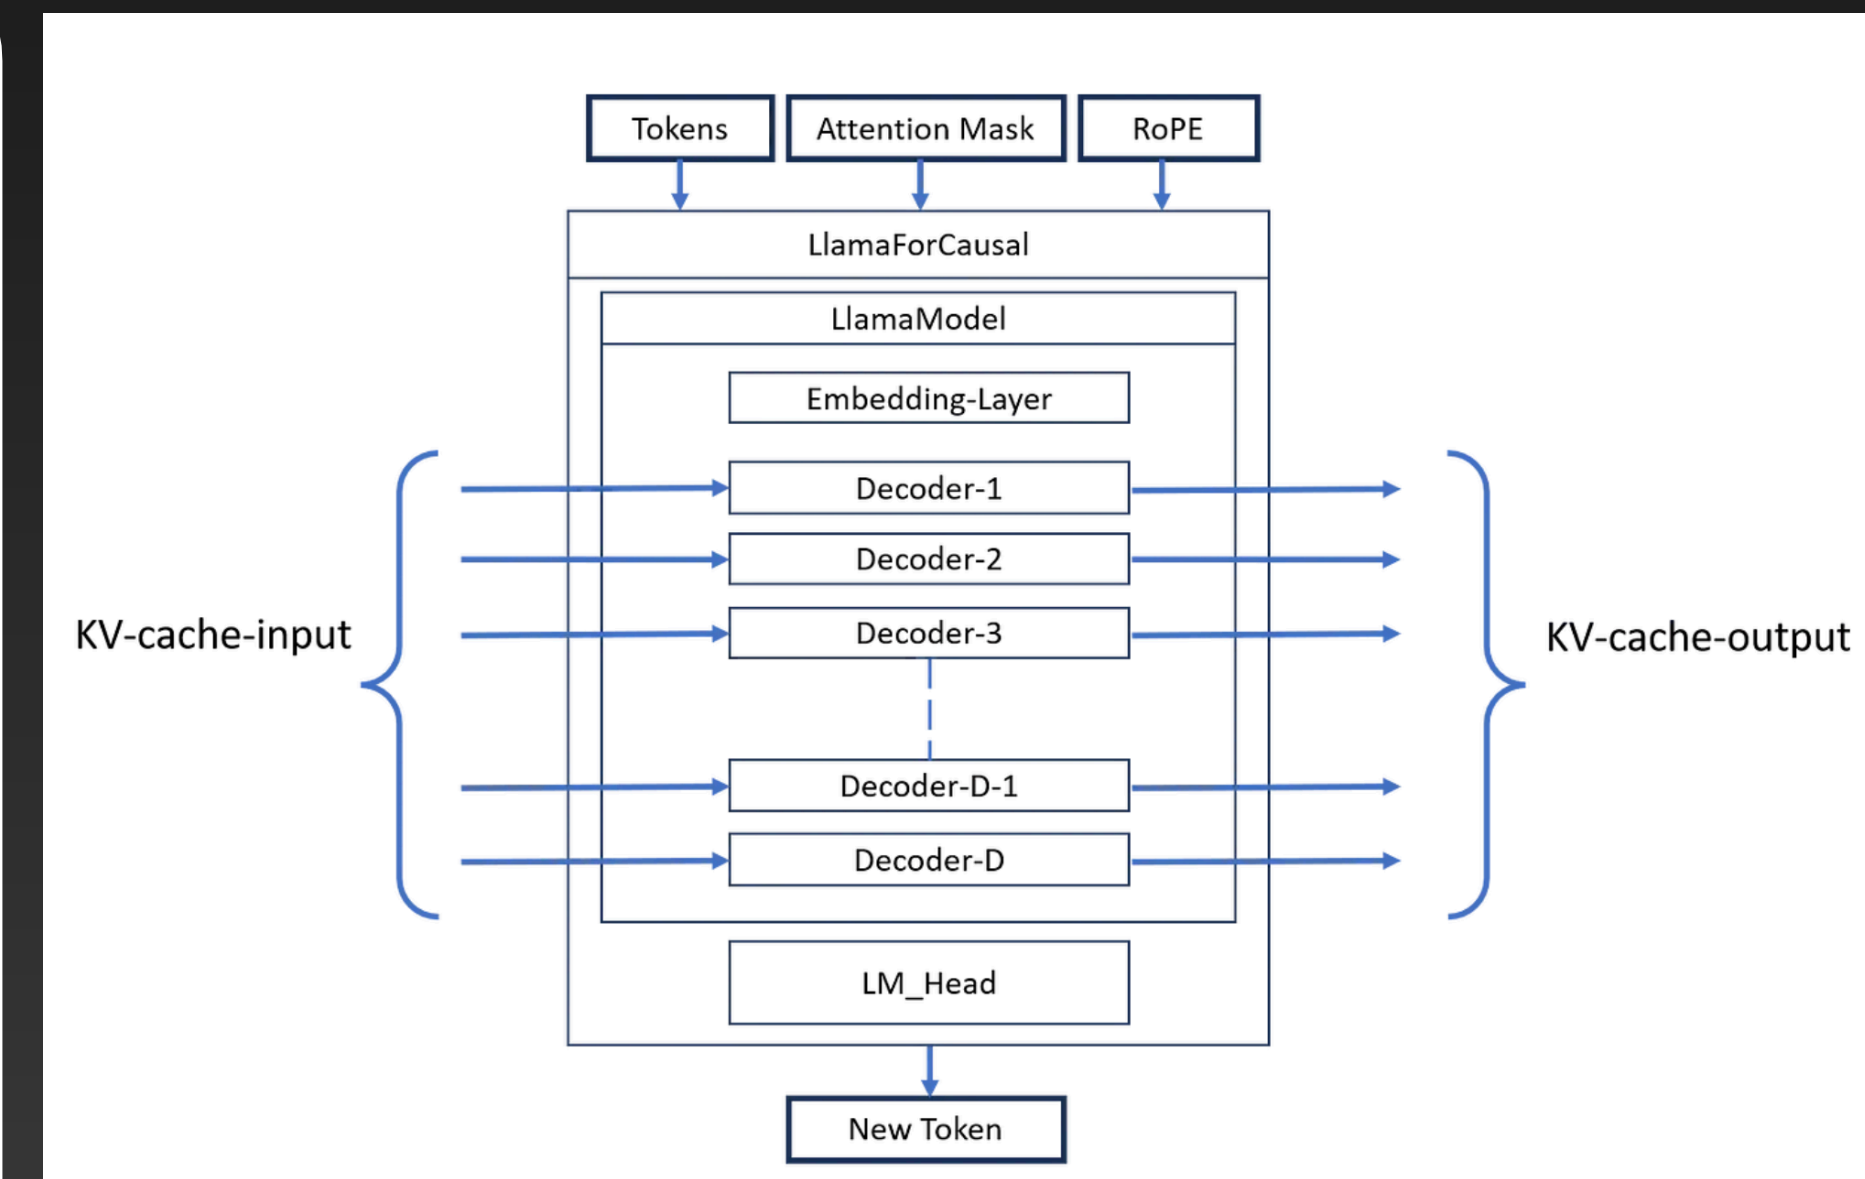 Tokens
Attention Mask
RoPE
LlamaForCausal
LlamaModel
Embedding-Layer
Decoder-1
Decoder-2
Decoder-3
KV-cache-input
KV-cache-output
Decoder-D-1
Decoder-D
LM_Head
New Token